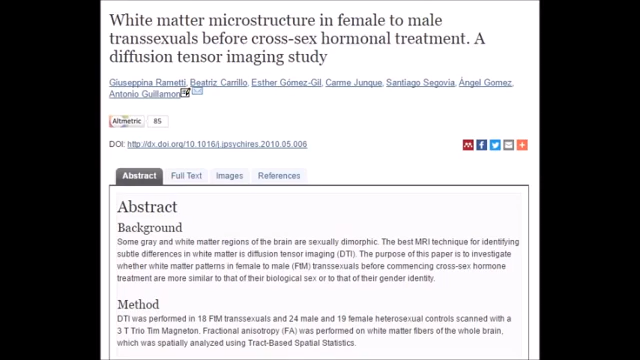 White matter microstructure in female to male
transsexuals before cross-sex hormonal treatment. A
diffusion tensor imaging study
Giuseppina Rametti, Beatriz Carrillo, Esther Gómez-Gil, Carme Junque, Santiago Segovia, Ángel Gomez,
Antonio Guillamon
Altmetric 85
DOI: http://dx.doi.org/10.1016/j.jpsychires.2010.05.006
Abstract Full Text Images References
Abstract
Background
Some gray and white matter regions of the brain are sexually dimorphic. The best MRI technique for identifying
subtle differences in white matter is diffusion tensor imaging (DTI). The purpose of this paper is to investigate
whether white matter patterns in female to male (FtM) transsexuals before commencing cross-sex hormone
treatment are more similar to that of their biological sex or to that of their gender identity.
Method
DTI was performed in 18 FtM transsexuals and 24 male and 19 female heterosexual controls scanned with a
3 T Trio Tim Magneton. Fractional anisotropy (FA) was performed on white matter fibers of the whole brain,
which was spatially analyzed using Tract-Based Spatial Statistics.